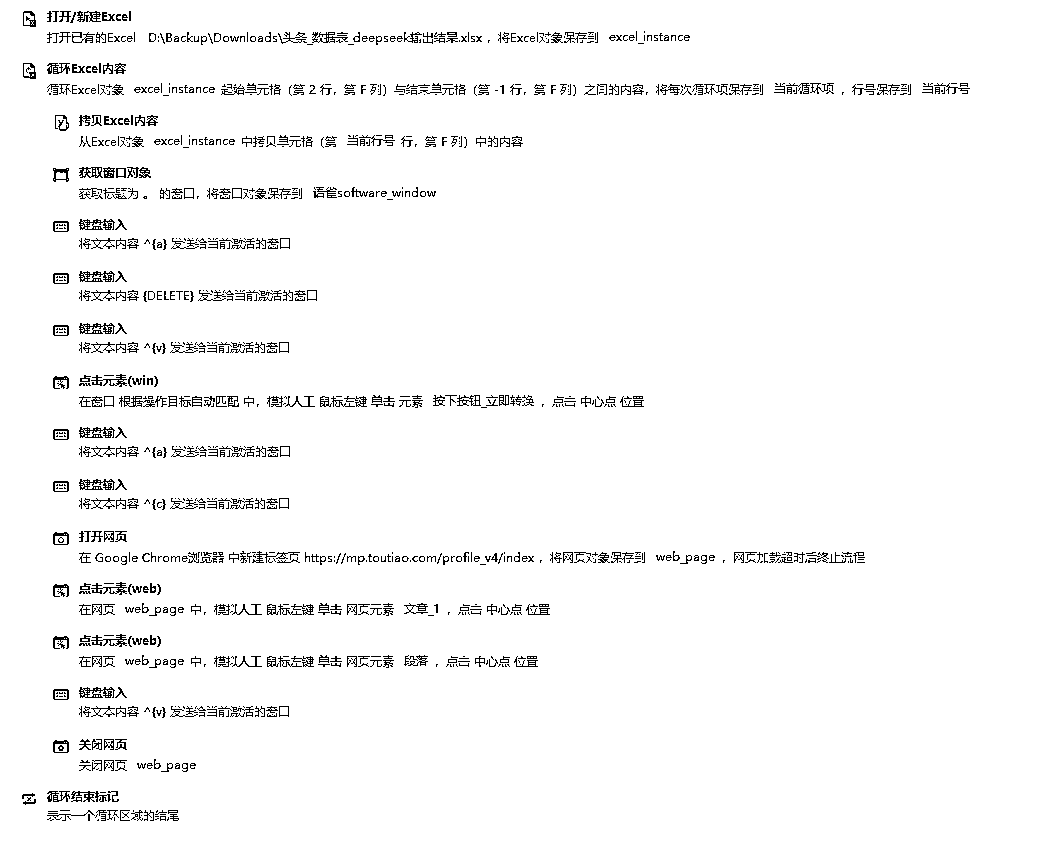 打开/新建Excel
打开已有的Excel D:\Backup\Downloads\头条_数据表_deepseek输出结果.xlsx ，将Excel对象保存到 excel_instance
循环Excel内容
循环Excel对象 excel_instance 起始单元格（第 2 行，第 F 列）与结束单元格（第 -1 行，第 F 列）之间的内容，将每次循环项保存到 当前循环项 ，行号保存到 当前行号
拷贝Excel内容
从Excel对象 excel_instance 中拷贝单元格（第 当前行号 行，第 F 列）中的内容
获取窗口对象
获取标题为 。 的窗口，将窗口对象保存到 语雀software_window
键盘输入
将文本内容 ^{a} 发送给当前激活的窗口
键盘输入
将文本内容 {DELETE} 发送给当前激活的窗口
键盘输入
将文本内容 ^{v} 发送给当前激活的窗口
点击元素(win)
在窗口 根据操作目标自动匹配 中，模拟人工 鼠标左键 单击 元素 按下按钮_立即转换 ，点击 中心点 位置
键盘输入
将文本内容 ^{a} 发送给当前激活的窗口
键盘输入
将文本内容 ^{c} 发送给当前激活的窗口
打开网页
在 Google Chrome浏览器 中新建标签页 https://mp.toutiao.com/profile_v4/index ，将网页对象保存到 web_page ，网页加载超时后终止流程
点击元素(web)
在网页 web_page 中，模拟人工 鼠标左键 单击 网页元素 文章_1 ，点击 中心点 位置
点击元素(web)
在网页 web_page 中，模拟人工 鼠标左键 单击 网页元素 段落 ，点击 中心点 位置
键盘输入
将文本内容 ^{v} 发送给当前激活的窗口
关闭网页
关闭网页 web_page
循环结束标记
表示一个循环区域的结尾